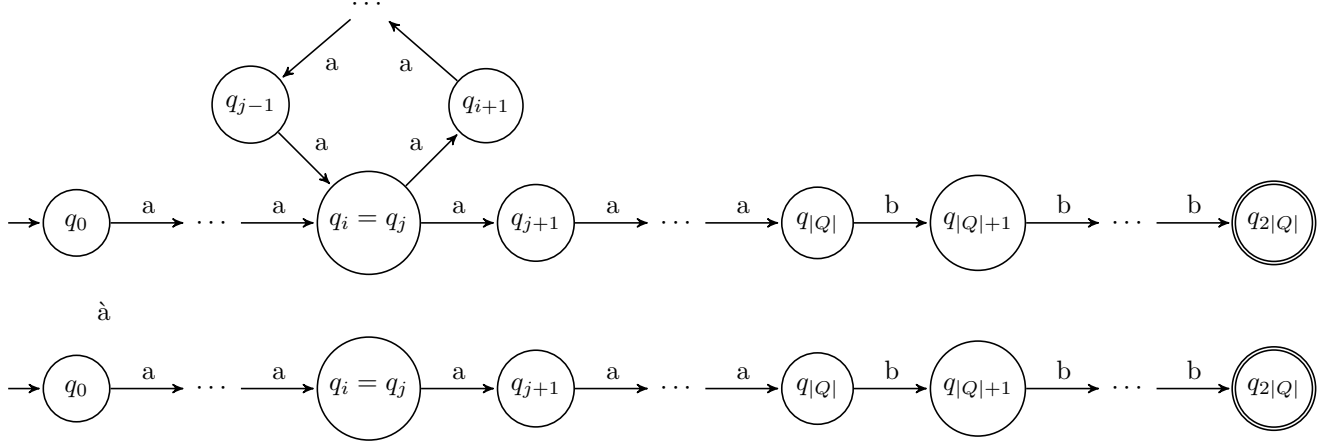 ...
a a
q_{j-1} q_{i+1}
a a
q_0 a ... a q_i = q_j a q_{j+1} a ... a q_{|Q|} b q_{|Q|+1} b ... b q_{2|Q|}
à
q_0 a ... a q_i = q_j a q_{j+1} a ... a q_{|Q|} b q_{|Q|+1} b ... b q_{2|Q|}